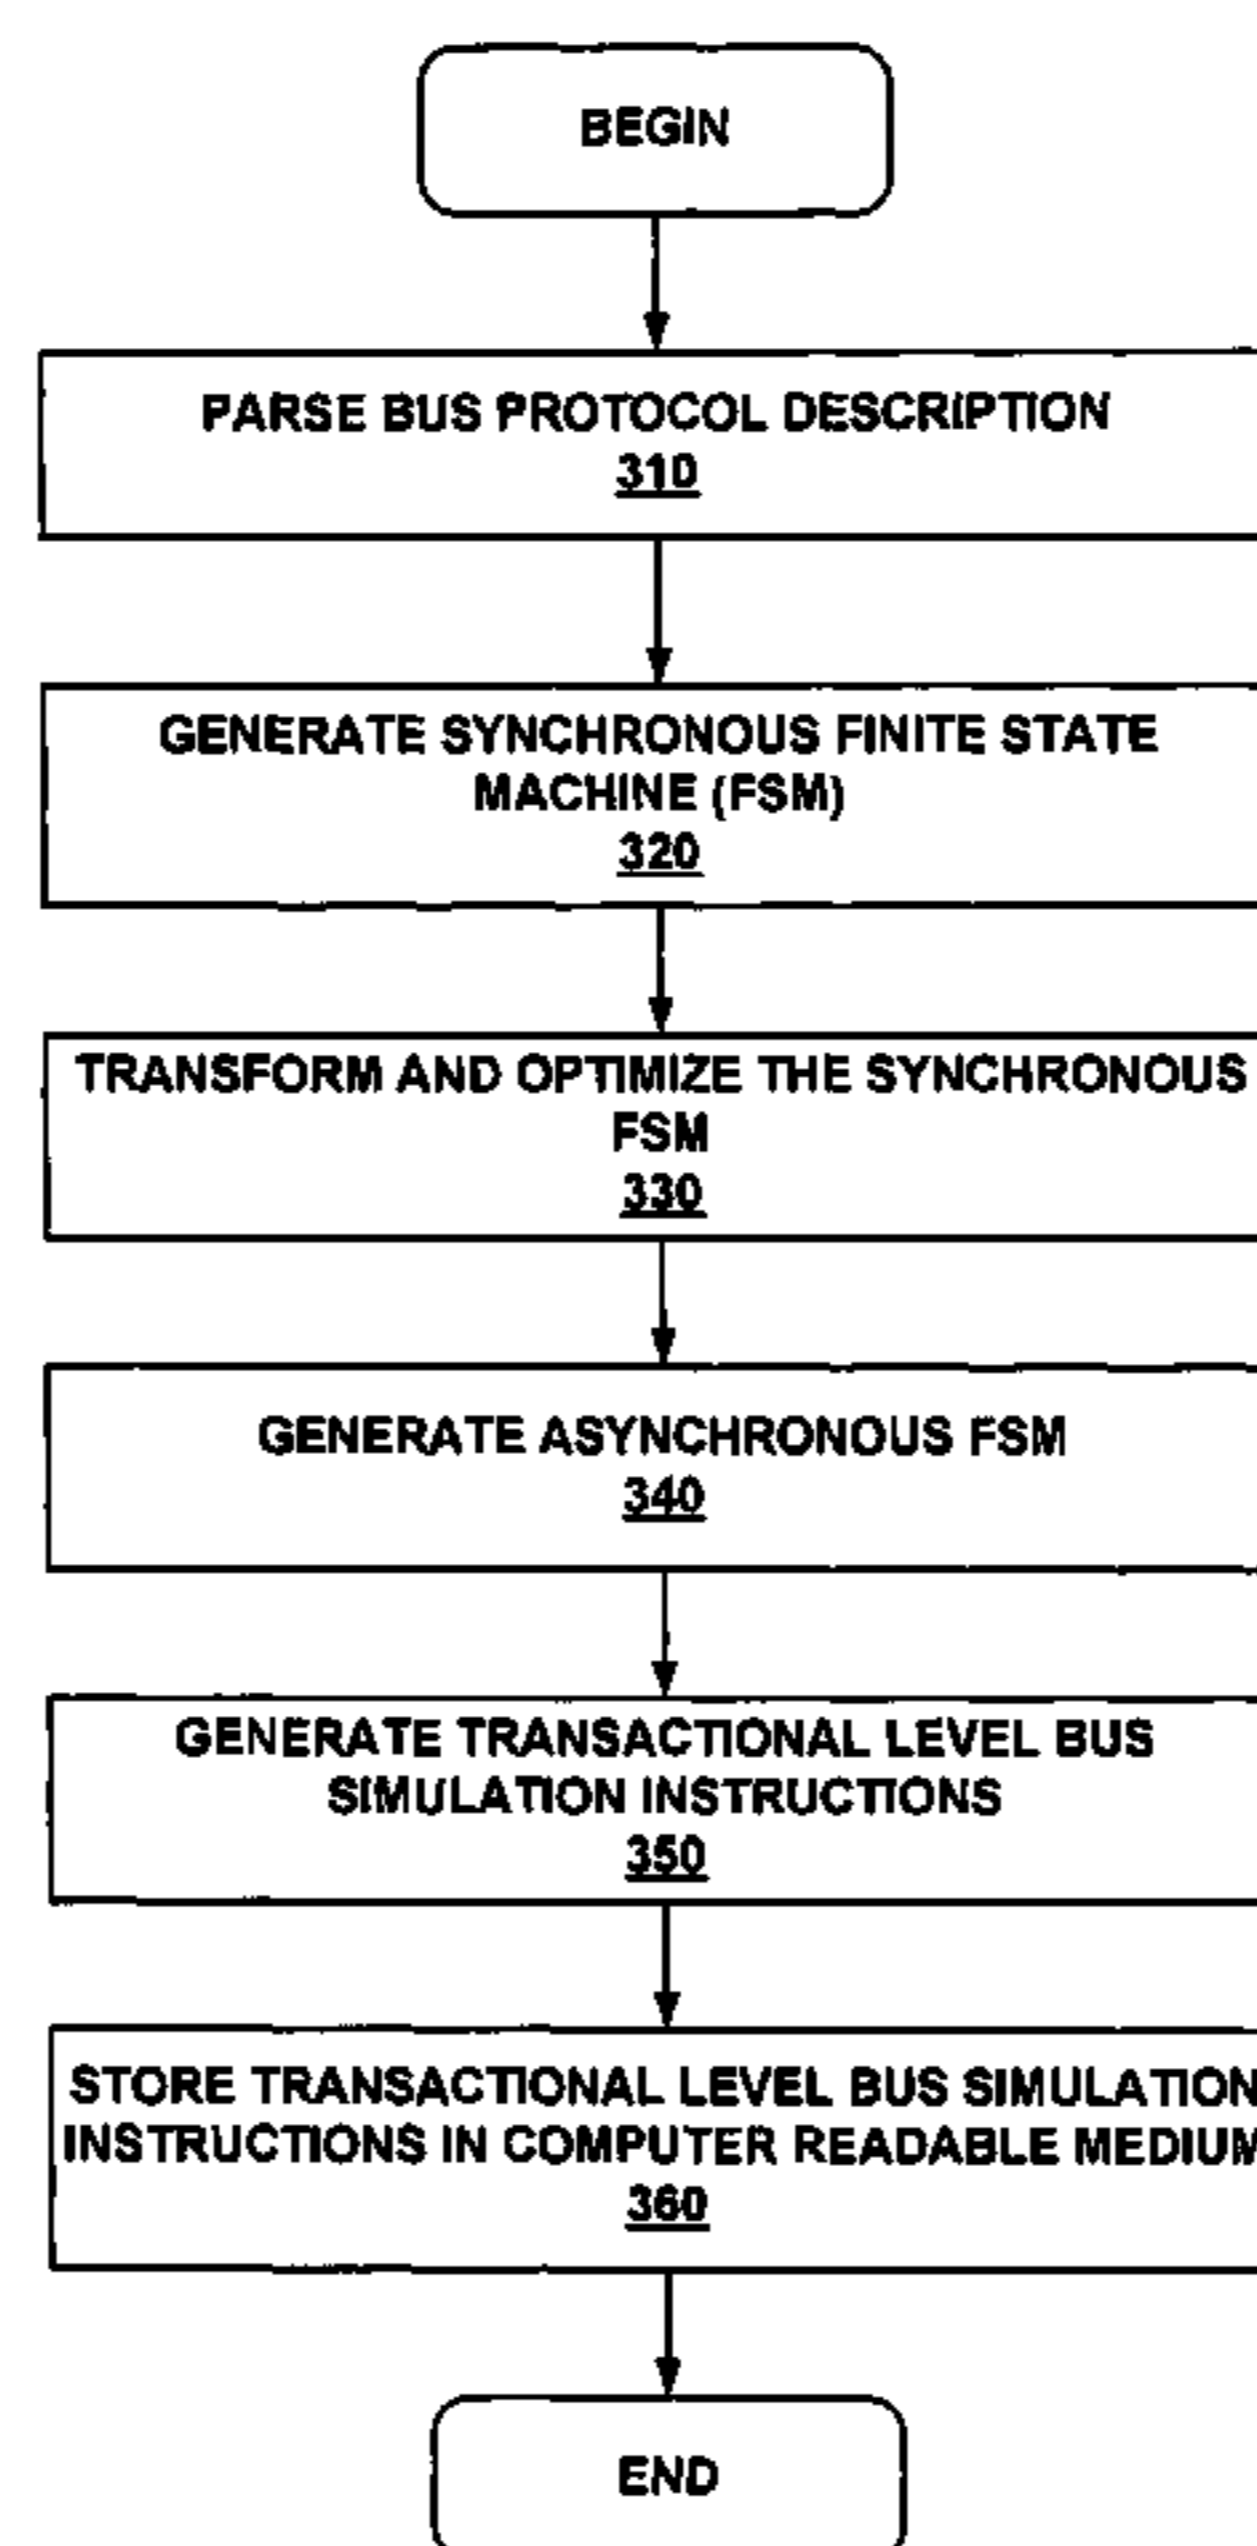 BEGIN
PARSE BUS PROTOCOL DESCRIPTION
310
GENERATE SYNCHRONOUS FINITE STATE
MACHINE (FSM)
320
TRANSFORM AND OPTIMIZE THE SYNCHRONOUS
FSM
330
GENERATE ASYNCHRONOUS FSM
340
GENERATE TRANSACTIONAL LEVEL BUS
SIMULATION INSTRUCTIONS
350
STORE TRANSACTIONAL LEVEL BUS SIMULATION
INSTRUCTIONS IN COMPUTER READABLE MEDIUM
360
END